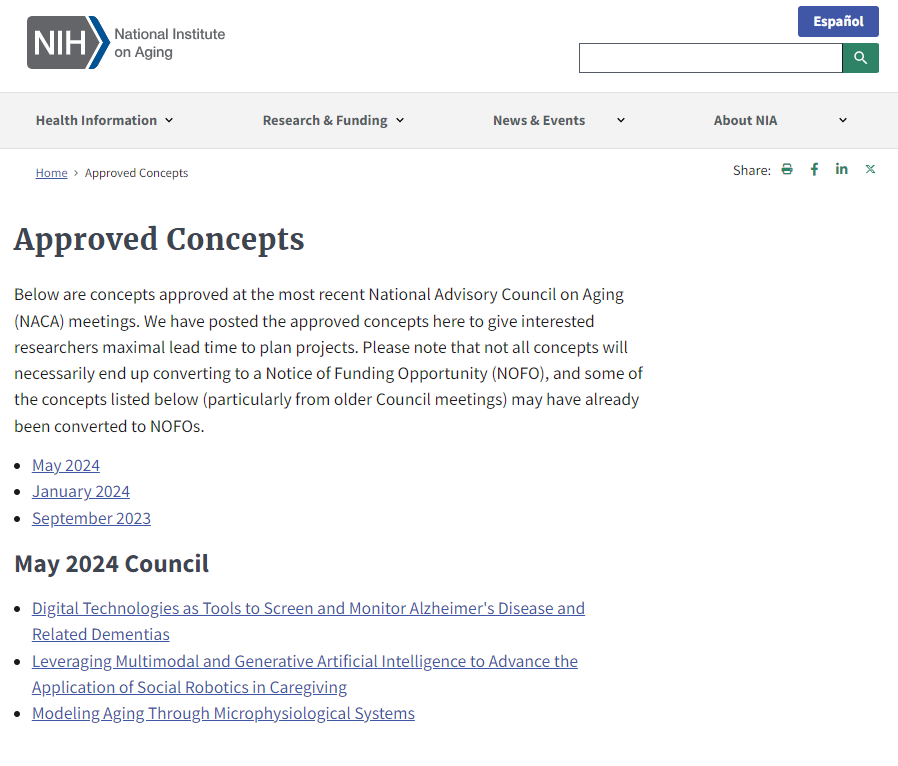 Español
NIH
National Institute
on Aging
Health Information
Research & Funding
News & Events
About NIA
Home › Approved Concepts
Share:
Approved Concepts
Below are concepts approved at the most recent National Advisory Council on Aging
(NACA) meetings. We have posted the approved concepts here to give interested
researchers maximal lead time to plan projects. Please note that not all concepts will
necessarily end up converting to a Notice of Funding Opportunity (NOFO), and some of
the concepts listed below (particularly from older Council meetings) may have already
been converted to NOFOs.
• May 2024
• January 2024
• September 2023
May 2024 Council
• Digital Technologies as Tools to Screen and Monitor Alzheimer's Disease and
Related Dementias
• Leveraging Multimodal and Generative Artificial Intelligence to Advance the
Application of Social Robotics in Caregiving
• Modeling Aging Through Microphysiological Systems